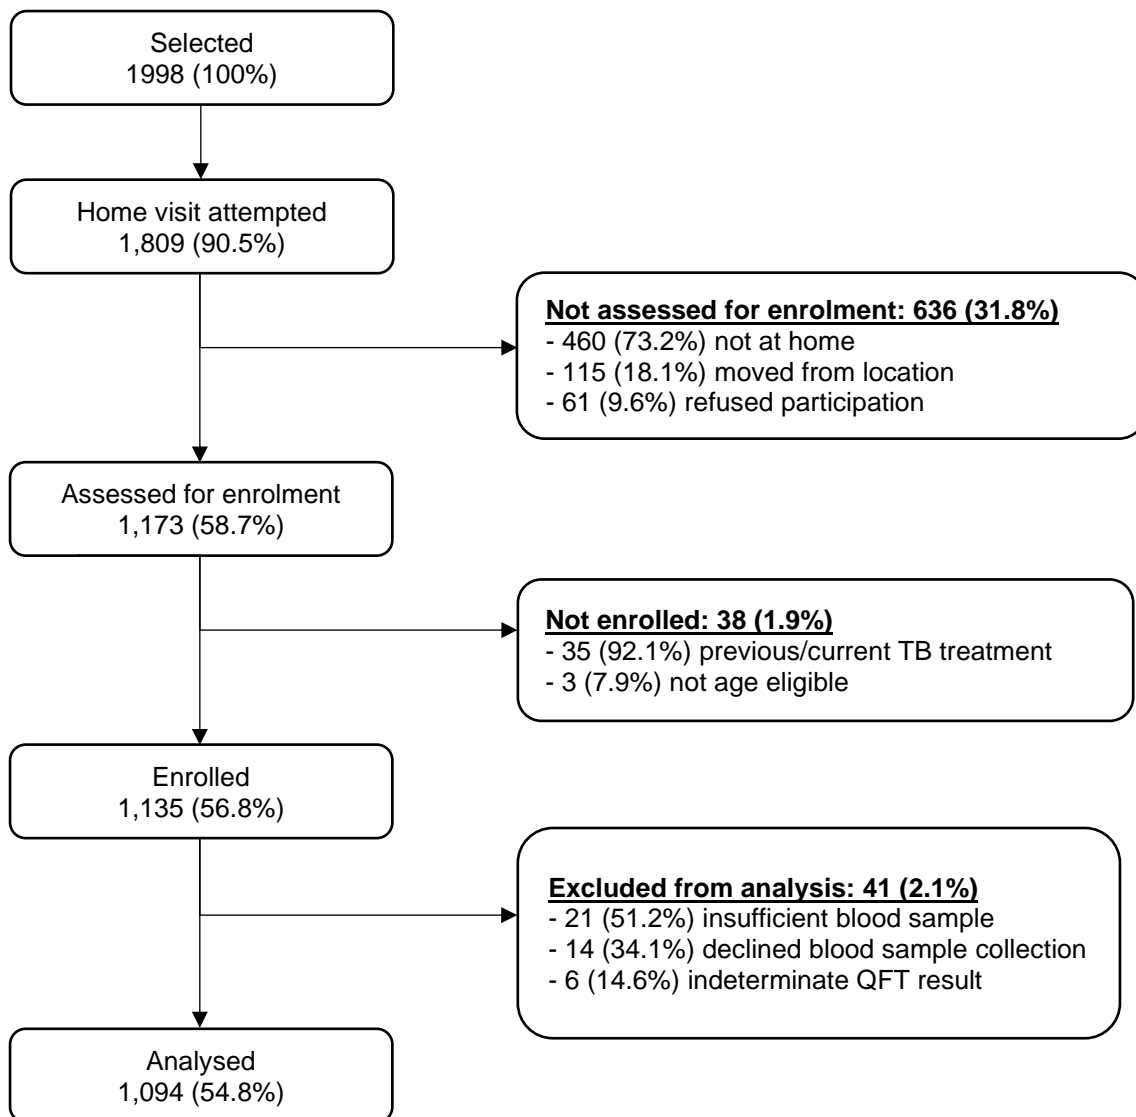 Selected
1998 (100%)
Home visit attempted
1,809 (90.5%)
Not assessed for enrolment: 636 (31.8%)
- 460 (73.2%) not at home
- 115 (18.1%) moved from location
- 61 (9.6%) refused participation
Assessed for enrolment
1,173 (58.7%)
Not enrolled: 38 (1.9%)
- 35 (92.1%) previous/current TB treatment
- 3 (7.9%) not age eligible
Enrolled
1,135 (56.8%)
Excluded from analysis: 41 (2.1%)
- 21 (51.2%) insufficient blood sample
- 14 (34.1%) declined blood sample collection
- 6 (14.6%) indeterminate QFT result
Analysed
1,094 (54.8%)